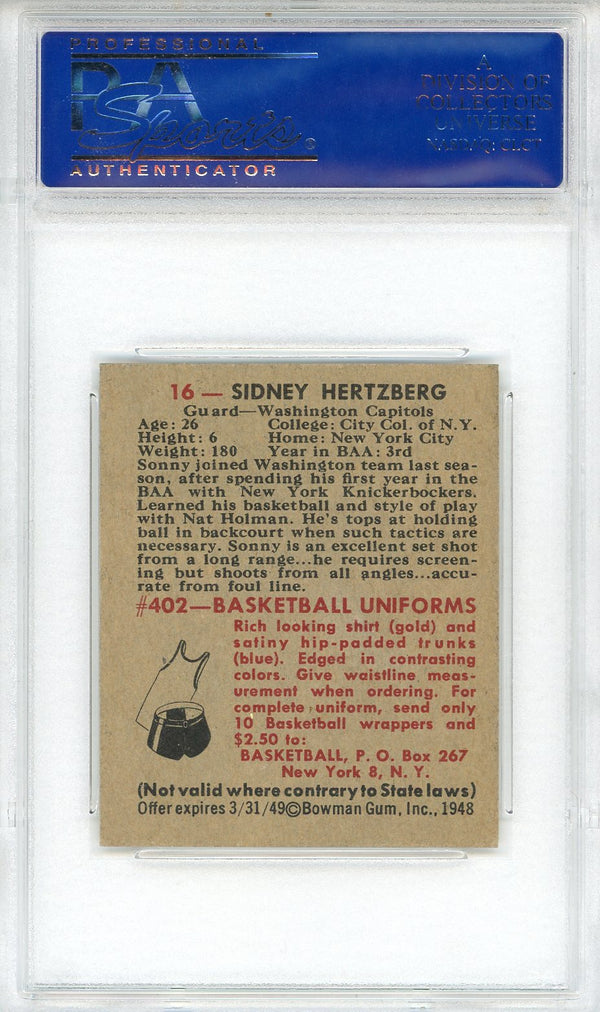 PROFESSIONAL
PSA
Sports®
AUTHENTICATOR
A
DIVISION OF
COLLECTORS
UNIVERSE
NASDAQ: CLCT
16 — SIDNEY HERTZBERG
Guard—Washington Capitols
Age: 26 College: City Col. of N.Y.
Height: 6 Home: New York City
Weight: 180 Year in BAA: 3rd
Sonny joined Washington team last sea-
son, after spending his first year in the
BAA with New York Knickerbockers.
Learned his basketball and style of play
with Nat Holman. He's tops at holding
ball in backcourt when such tactics are
necessary. Sonny is an excellent set shot
from a long range...he requires screen-
ing but shoots from all angles...accu-
rate from foul line.
#402—BASKETBALL UNIFORMS
Rich looking shirt (gold) and
satiny hip-padded trunks
(blue). Edged in contrasting
colors. Give waistline meas-
urement when ordering. For
complete uniform, send only
10 Basketball wrappers and
$2.50 to:
BASKETBALL, P. O. Box 267
New York 8, N. Y.
(Not valid where contrary to State laws)
Offer expires 3/31/49©Bowman Gum, Inc., 1948